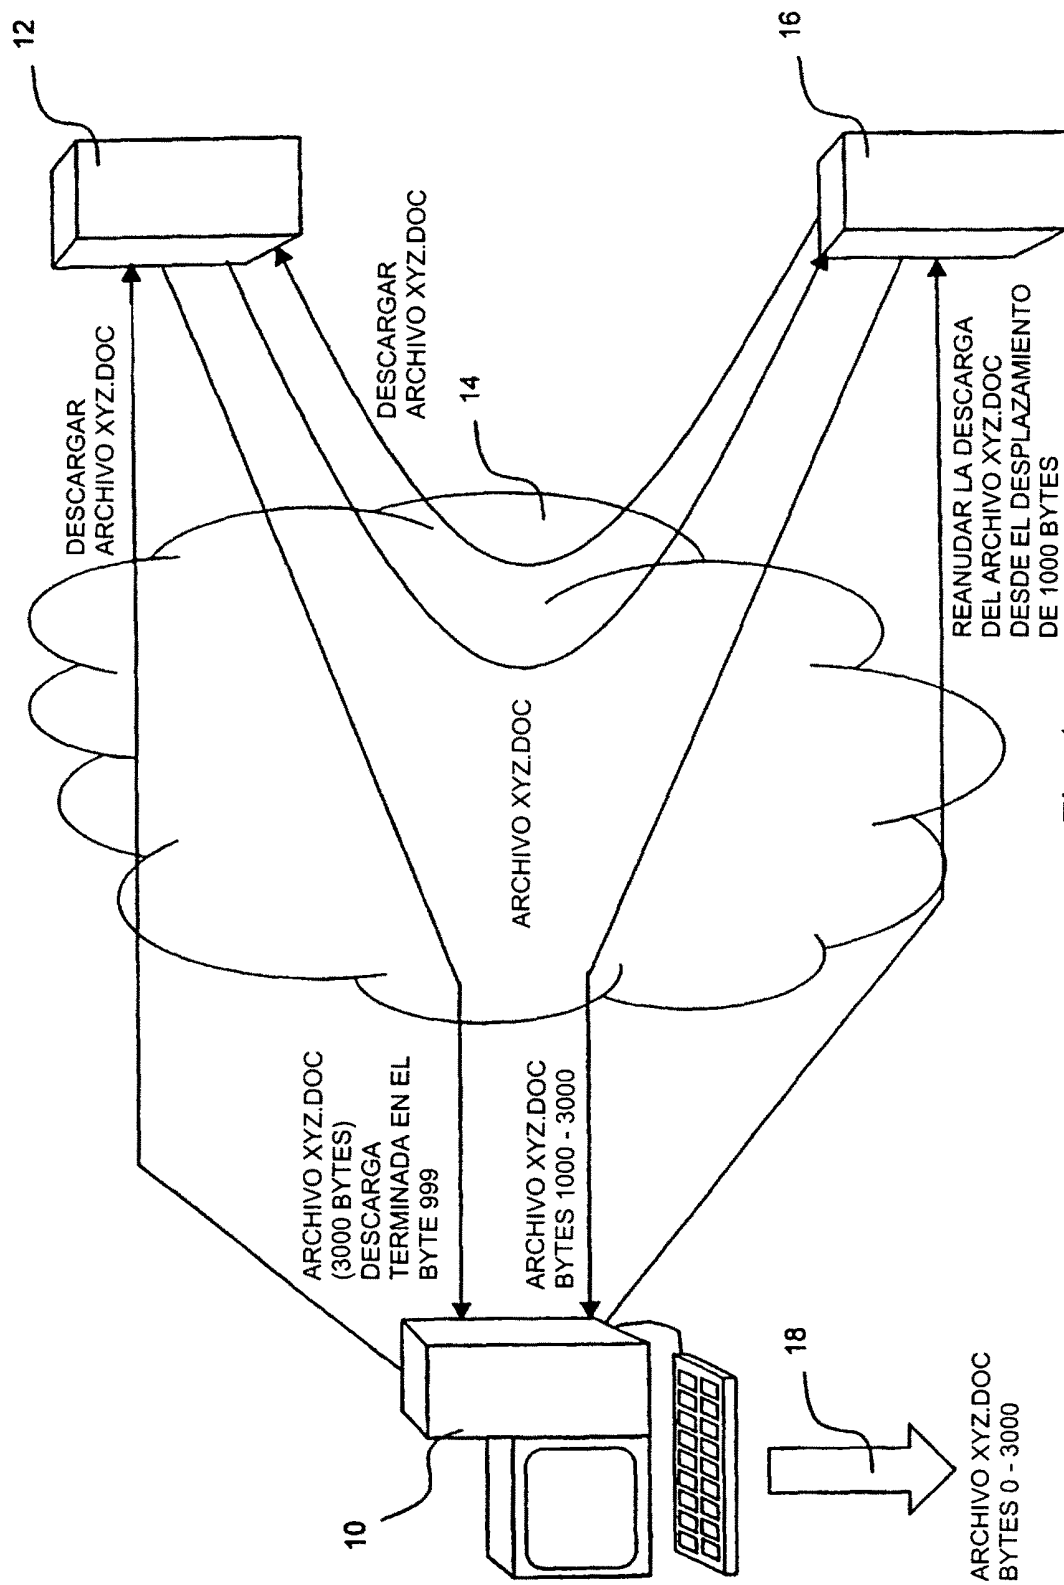 12
16
DESCARGAR
ARCHIVO XYZ.DOC
DESCARGAR
ARCHIVO XYZ.DOC
14
REANUDAR LA DESCARGA
DEL ARCHIVO XYZ.DOC
DESDE EL DESPLAZAMIENTO
DE 1000 BYTES
ARCHIVO XYZ.DOC
ARCHIVO XYZ.DOC
(3000 BYTES)
DESCARGA
TERMINADA EN EL
BYTE 999
ARCHIVO XYZ.DOC
BYTES 1000 - 3000
10
18
ARCHIVO XYZ.DOC
BYTES 0 - 3000